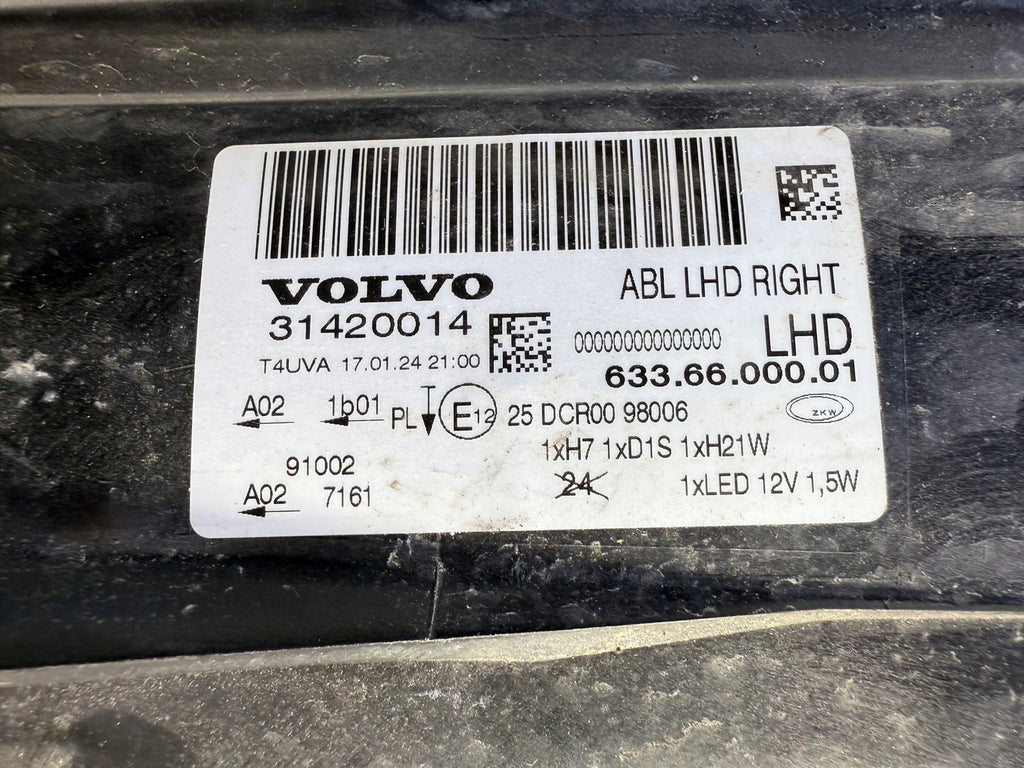 VOLVO
ABL LHD RIGHT
31420014
000000000000000
LHD
T4UVA 17.01.24 21:00
633.66.000.01
A02
1b01
PL
E12
25 DCR00 98006
ZKW
1xH7 1xD1S 1xH21W
91002
24
1xLED 12V 1,5W
A02
7161